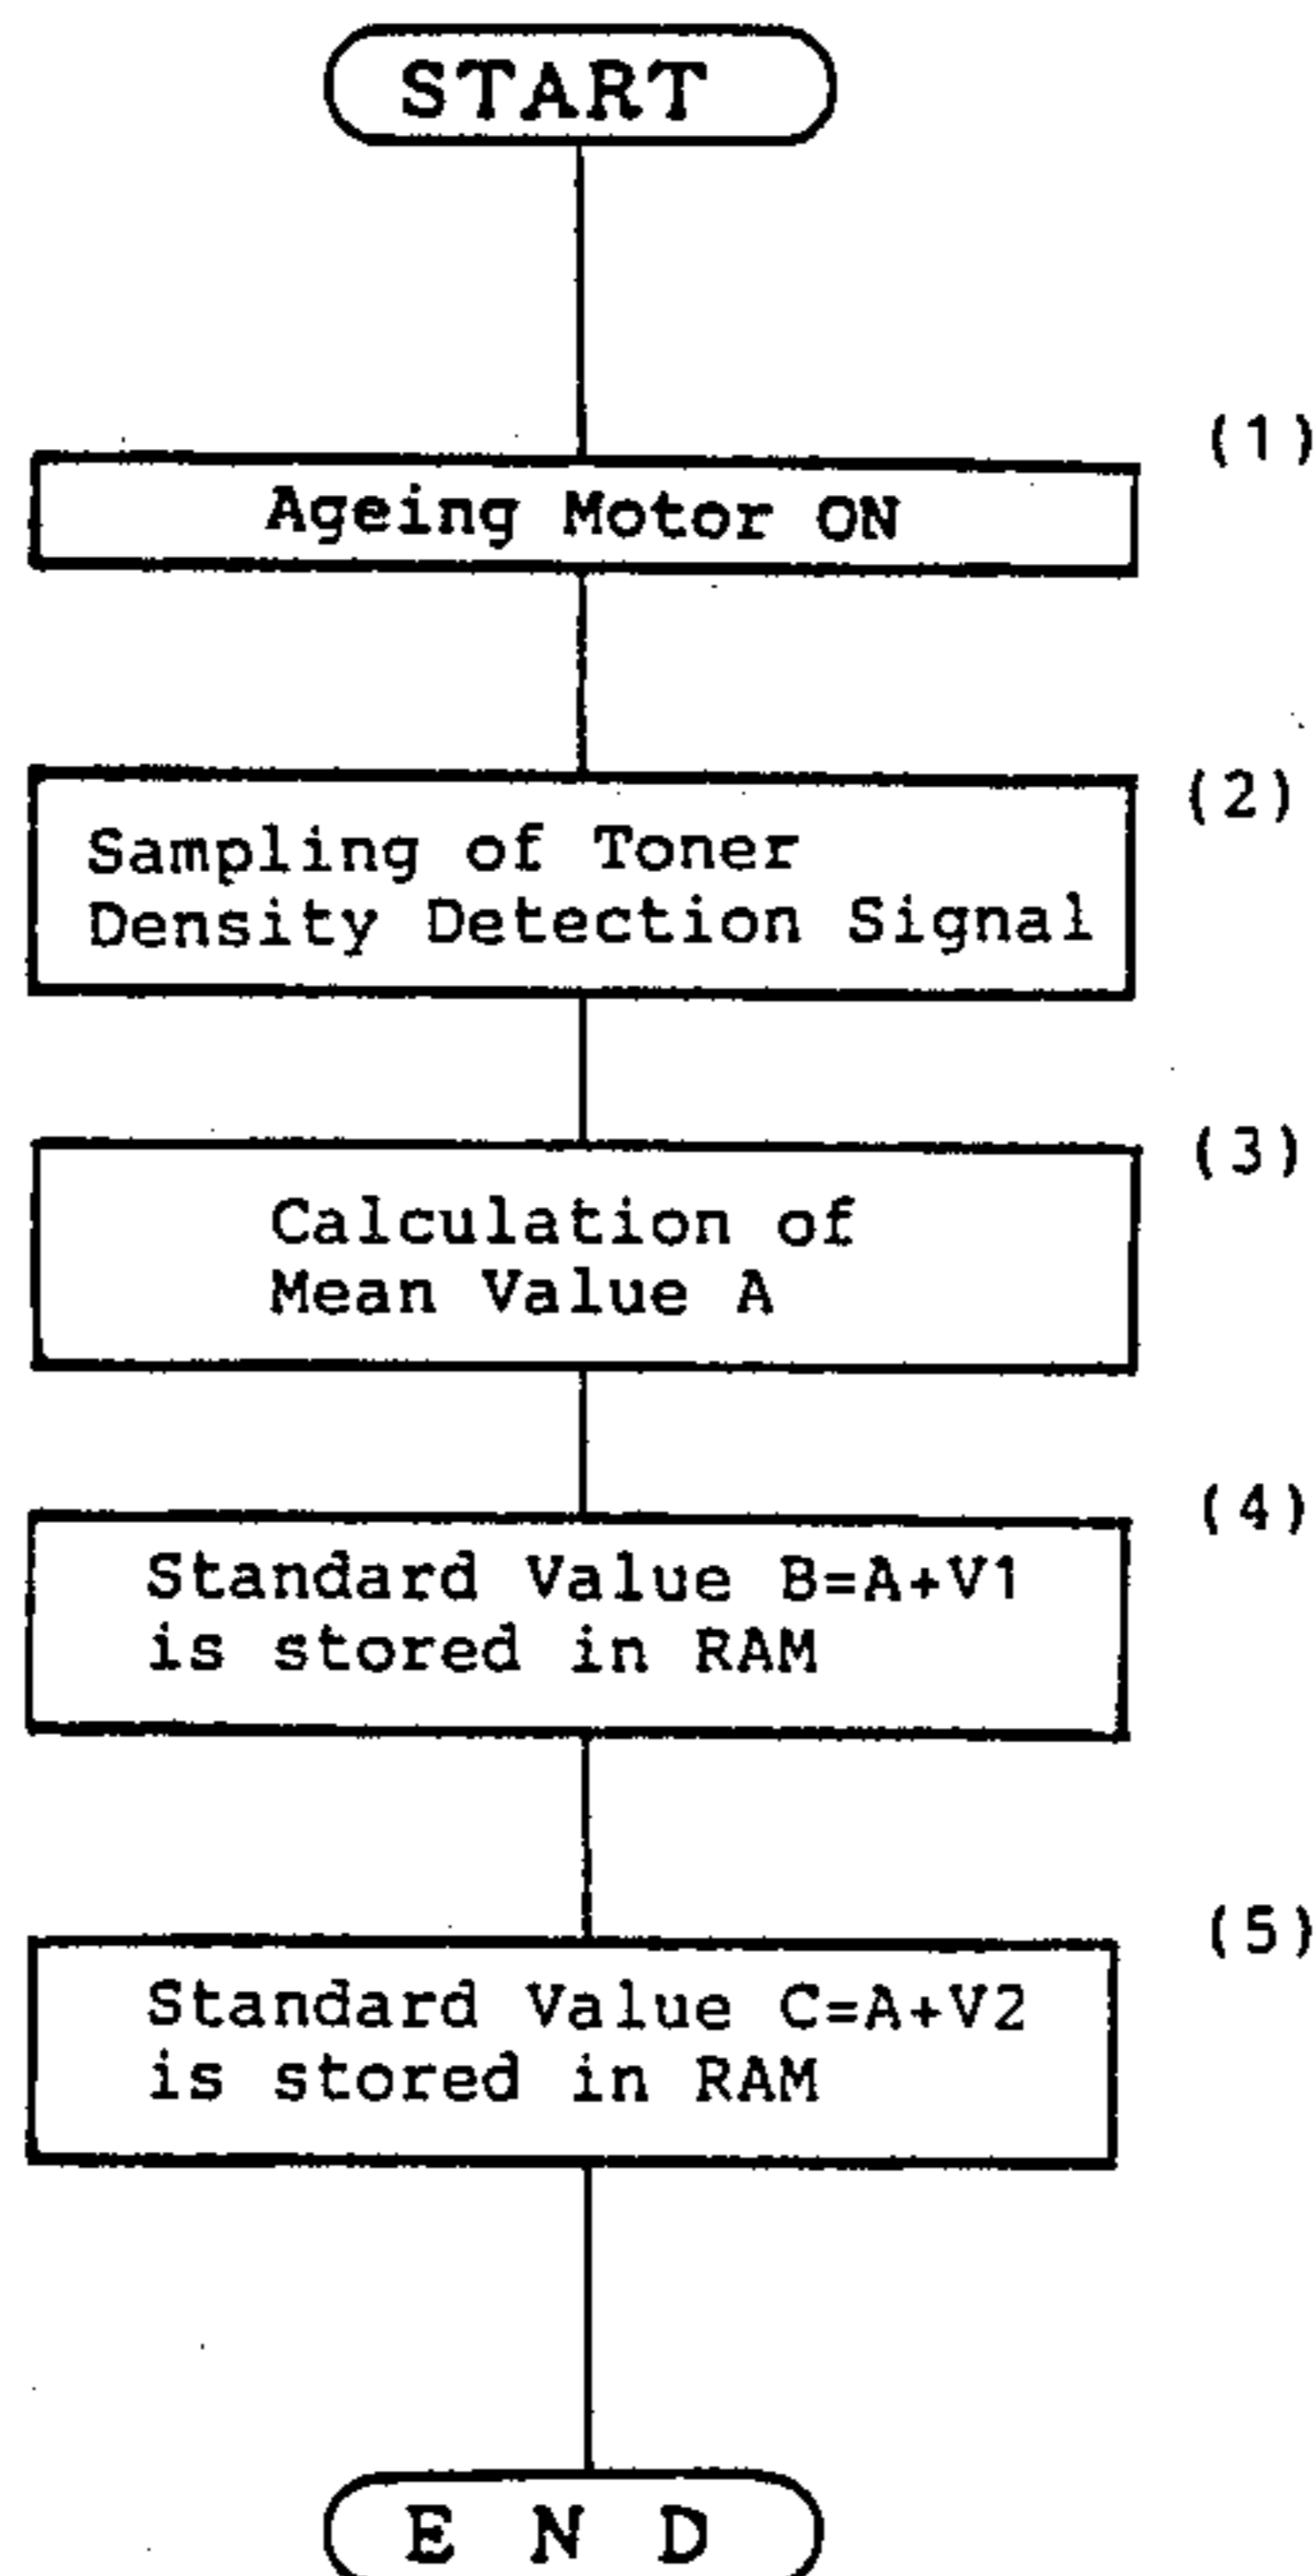 START
(1)
Ageing Motor ON
(2)
Sampling of Toner
Density Detection Signal
(3)
Calculation of
Mean Value A
(4)
Standard Value B=A+V1
is stored in RAM
(5)
Standard Value C=A+V2
is stored in RAM
E N D